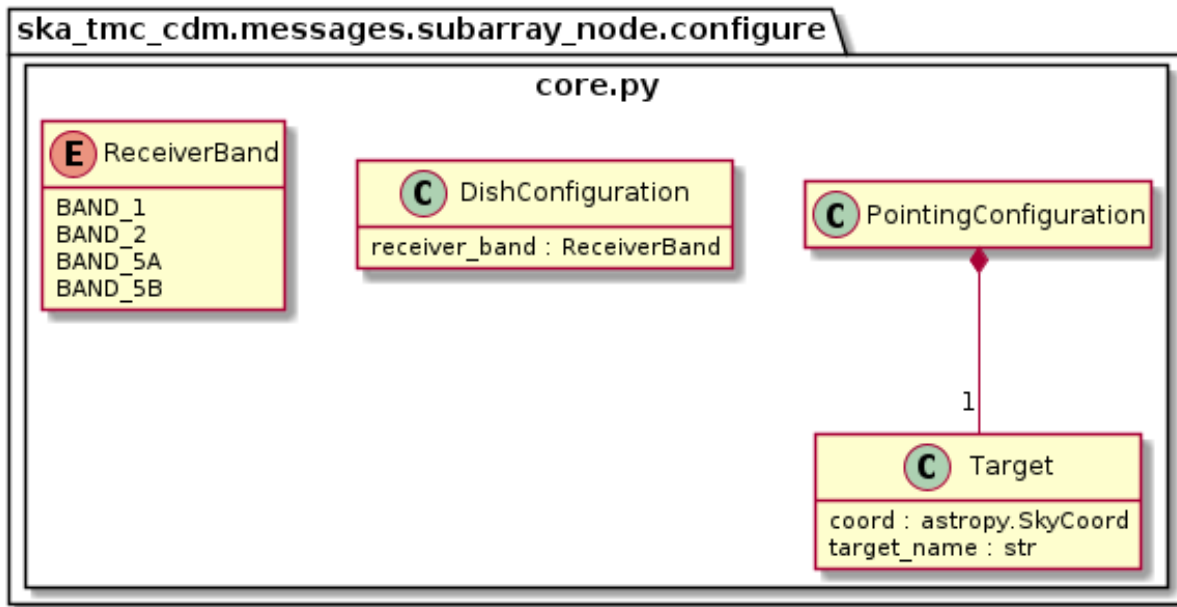 ska_tmc_cdm.messages.subarray_node.configure
core.py
E ReceiverBand
BAND_1
BAND_2
BAND_5A
BAND_5B
C DishConfiguration
receiver_band : ReceiverBand
C PointingConfiguration
1
C Target
coord : astropy.SkyCoord
target_name : str